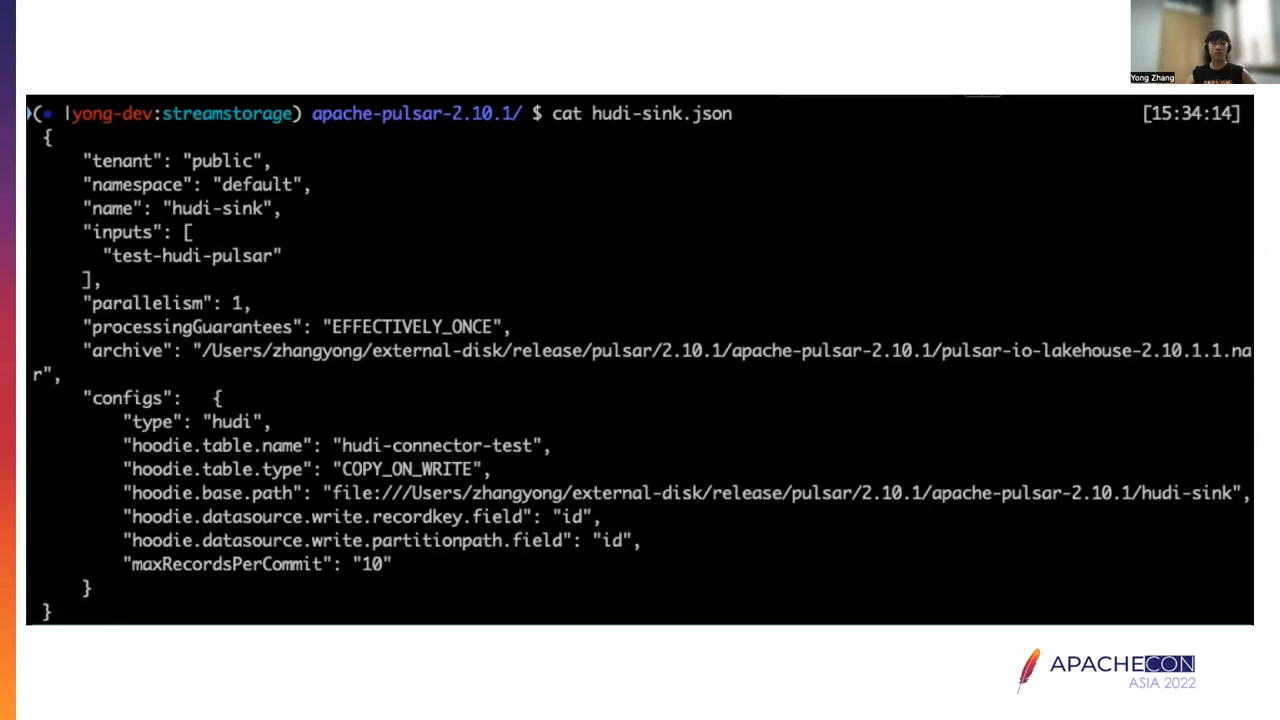 Yong Zhang
(* |yong-dev:streamstorage) apache-pulsar-2.10.1/ $ cat hudi-sink.json [15:34:14]
{
"tenant": "public",
"namespace": "default",
"name": "hudi-sink",
"inputs": [
"test-hudi-pulsar"
],
"parallelism": 1,
"processingGuarantees": "EFFECTIVELY_ONCE",
"archive": "/Users/zhangyong/external-disk/release/pulsar/2.10.1/apache-pulsar-2.10.1/pulsar-io-lakehouse-2.10.1.1.na
r",
"configs": {
"type": "hudi",
"hoodie.table.name": "hudi-connector-test",
"hoodie.table.type": "COPY_ON_WRITE",
"hoodie.base.path": "file:///Users/zhangyong/external-disk/release/pulsar/2.10.1/apache-pulsar-2.10.1/hudi-sink",
"hoodie.datasource.write.recordkey.field": "id",
"hoodie.datasource.write.partitionpath.field": "id",
"maxRecordsPerCommit": "10"
}
}
APACHECON
ASIA 2022